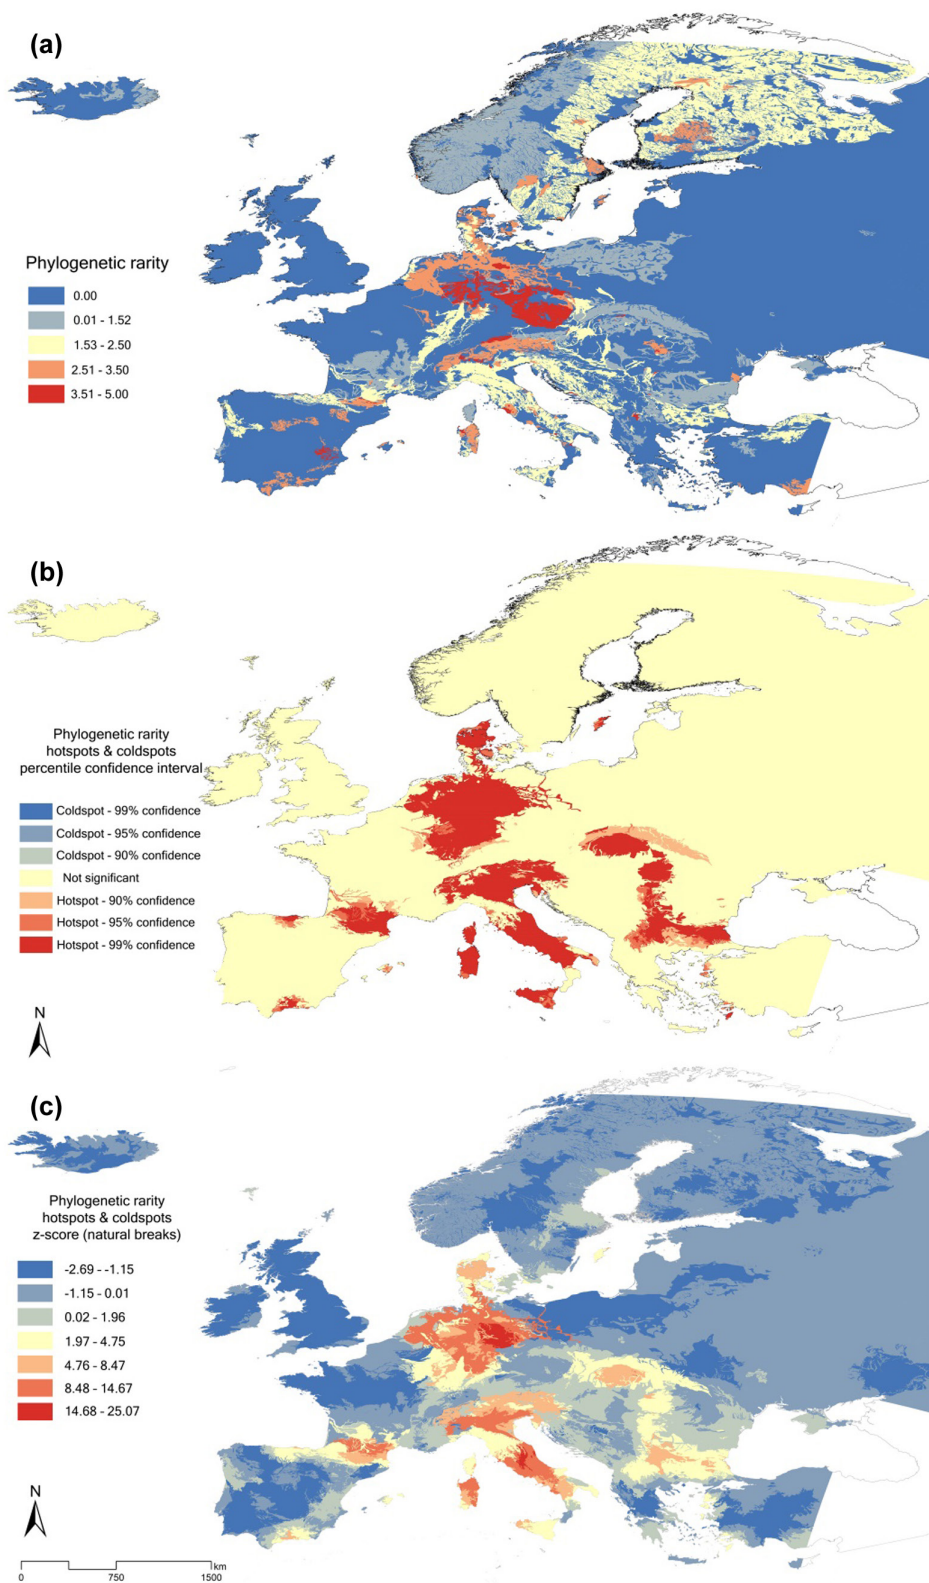 (a)
Phylogenetic rarity
0.00
0.01 - 1.52
1.53 - 2.50
2.51 - 3.50
3.51 - 5.00
(b)
Phylogenetic rarity
hotspots & coldspots
percentile confidence interval
Coldspot - 99% confidence
Coldspot - 95% confidence
Coldspot - 90% confidence
Not significant
Hotspot - 90% confidence
Hotspot - 95% confidence
Hotspot - 99% confidence
N
(c)
Phylogenetic rarity
hotspots & coldspots
z-score (natural breaks)
-2.69 - -1.15
-1.15 - 0.01
0.02 - 1.96
1.97 - 4.75
4.76 - 8.47
8.48 - 14.67
14.68 - 25.07
N
km
0 750 1500